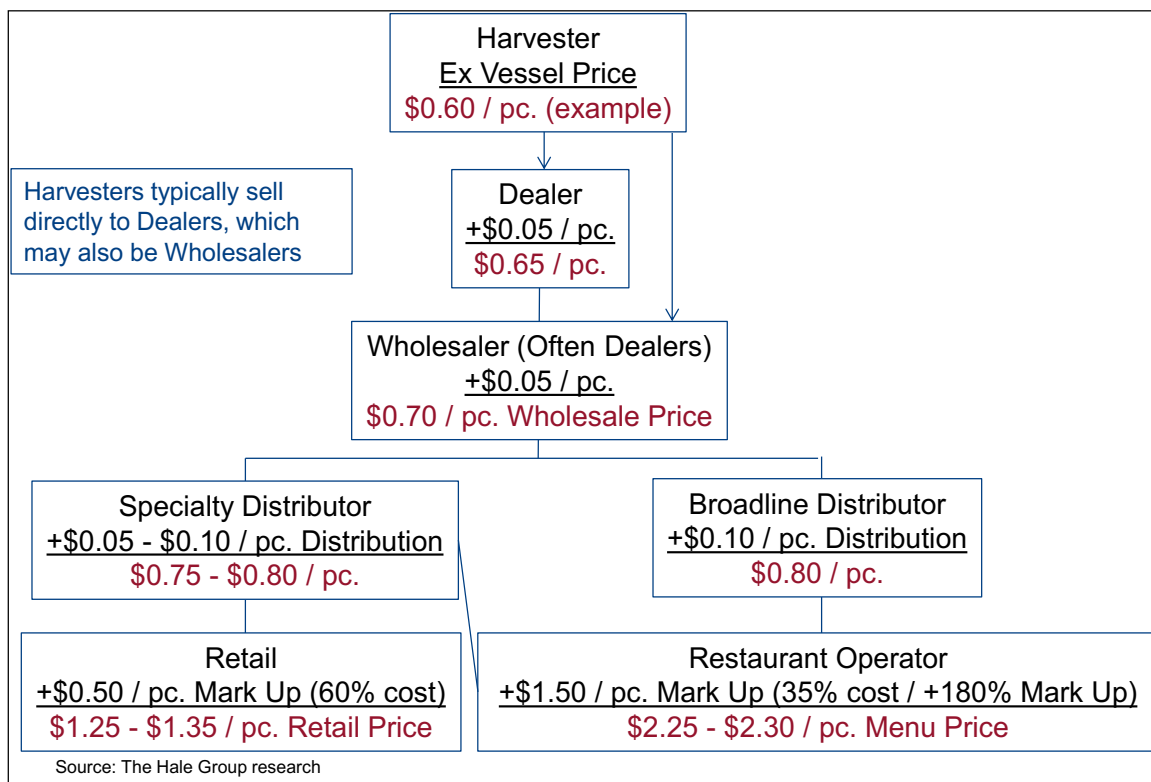 Harvester
Ex Vessel Price
$0.60 / pc. (example)
Harvesters typically sell
directly to Dealers, which
may also be Wholesalers
Dealer
+$0.05 / pc.
$0.65 / pc.
Wholesaler (Often Dealers)
+$0.05 / pc.
$0.70 / pc. Wholesale Price
Specialty Distributor
+$0.05 - $0.10 / pc. Distribution
$0.75 - $0.80 / pc.
Broadline Distributor
+$0.10 / pc. Distribution
$0.80 / pc.
Retail
+$0.50 / pc. Mark Up (60% cost)
$1.25 - $1.35 / pc. Retail Price
Restaurant Operator
+$1.50 / pc. Mark Up (35% cost / +180% Mark Up)
$2.25 - $2.30 / pc. Menu Price
Source: The Hale Group research